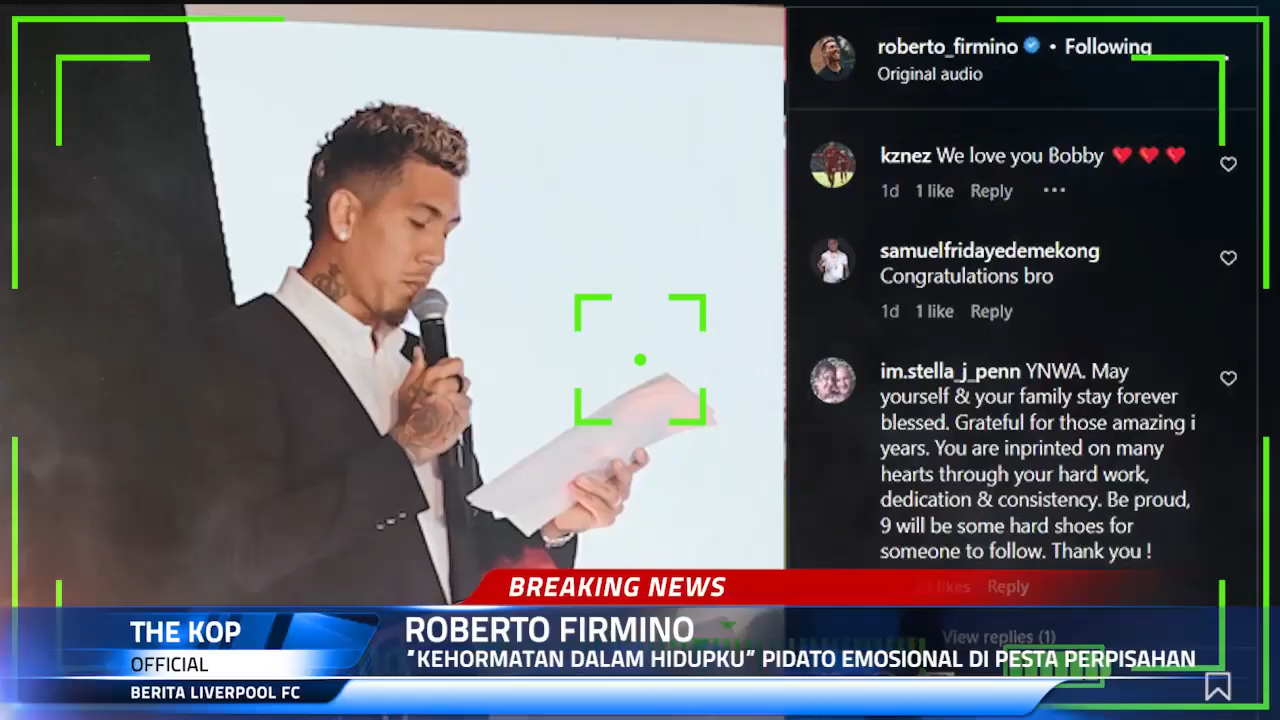 roberto_firmino • Following
Original audio
kznez We love you Bobby ❤️❤️❤️
1d 1 like Reply •••
samuelfridayedemekong
Congratulations bro
1d 1 like Reply
im.stella_j_penn YNWA. May
yourself & your family stay forever
blessed. Grateful for those amazing i
years. You are inprinted on many
hearts through your hard work,
dedication & consistency. Be proud,
9 will be some hard shoes for
someone to follow. Thank you !
likes Reply
View replies (1)
BREAKING NEWS
THE KOP
OFFICIAL
BERITA LIVERPOOL FC
ROBERTO FIRMINO
"KEHORMATAN DALAM HIDUPKU" PIDATO EMOSIONAL DI PESTA PERPISAHAN